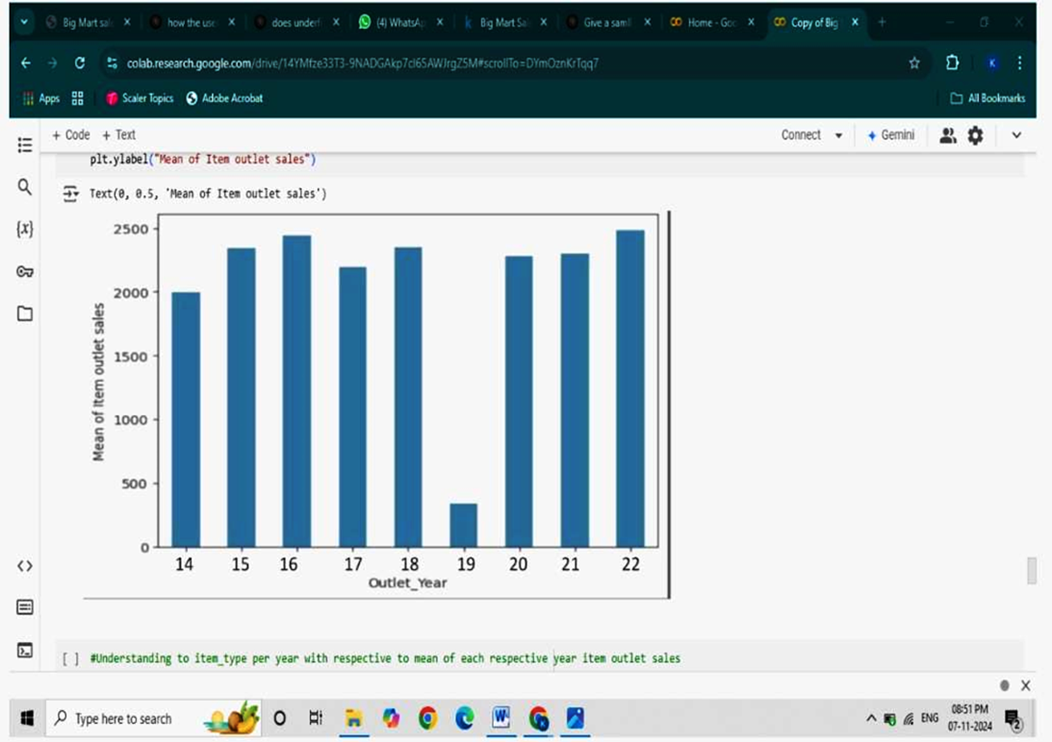 Big Mart sal
how the use
does underf
(4) WhatsAp
Big Mart Sa
Give a samll
Home - Goo
Copy of Big
colab.research.google.com/drive/14YMfze33T3-9NADGAkp7cl65AWJrgZ5M#scrollTo=DYmOznKrTqq7
K
Apps
Scaler Topics
Adobe Acrobat
All Bookmarks
+ Code + Text
Connect
Gemini
plt.ylabel("Mean of Item outlet sales")
Text(0, 0.5, 'Mean of Item outlet sales')
{x}
Mean of Item outlet sales
2500
2000
1500
1000
500
0
14 15 16 17 18 19 20 21 22
Outlet_Year
[ ] #Understanding to item_type per year with respective to mean of each respective year item outlet sales
Type here to search
ENG
08:51 PM
07-11-2024
2